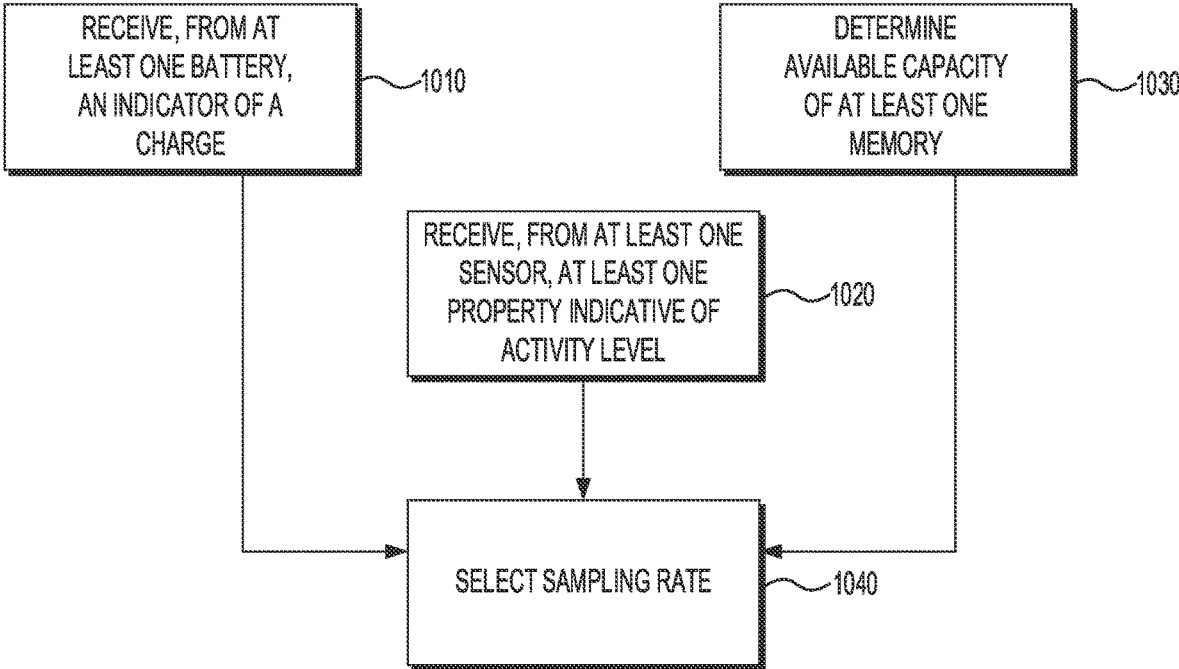 RECEIVE, FROM AT
LEAST ONE BATTERY,
AN INDICATOR OF A
CHARGE
1010
DETERMINE
AVAILABLE CAPACITY
OF AT LEAST ONE
MEMORY
1030
RECEIVE, FROM AT LEAST ONE
SENSOR, AT LEAST ONE
PROPERTY INDICATIVE OF
ACTIVITY LEVEL
1020
SELECT SAMPLING RATE
1040